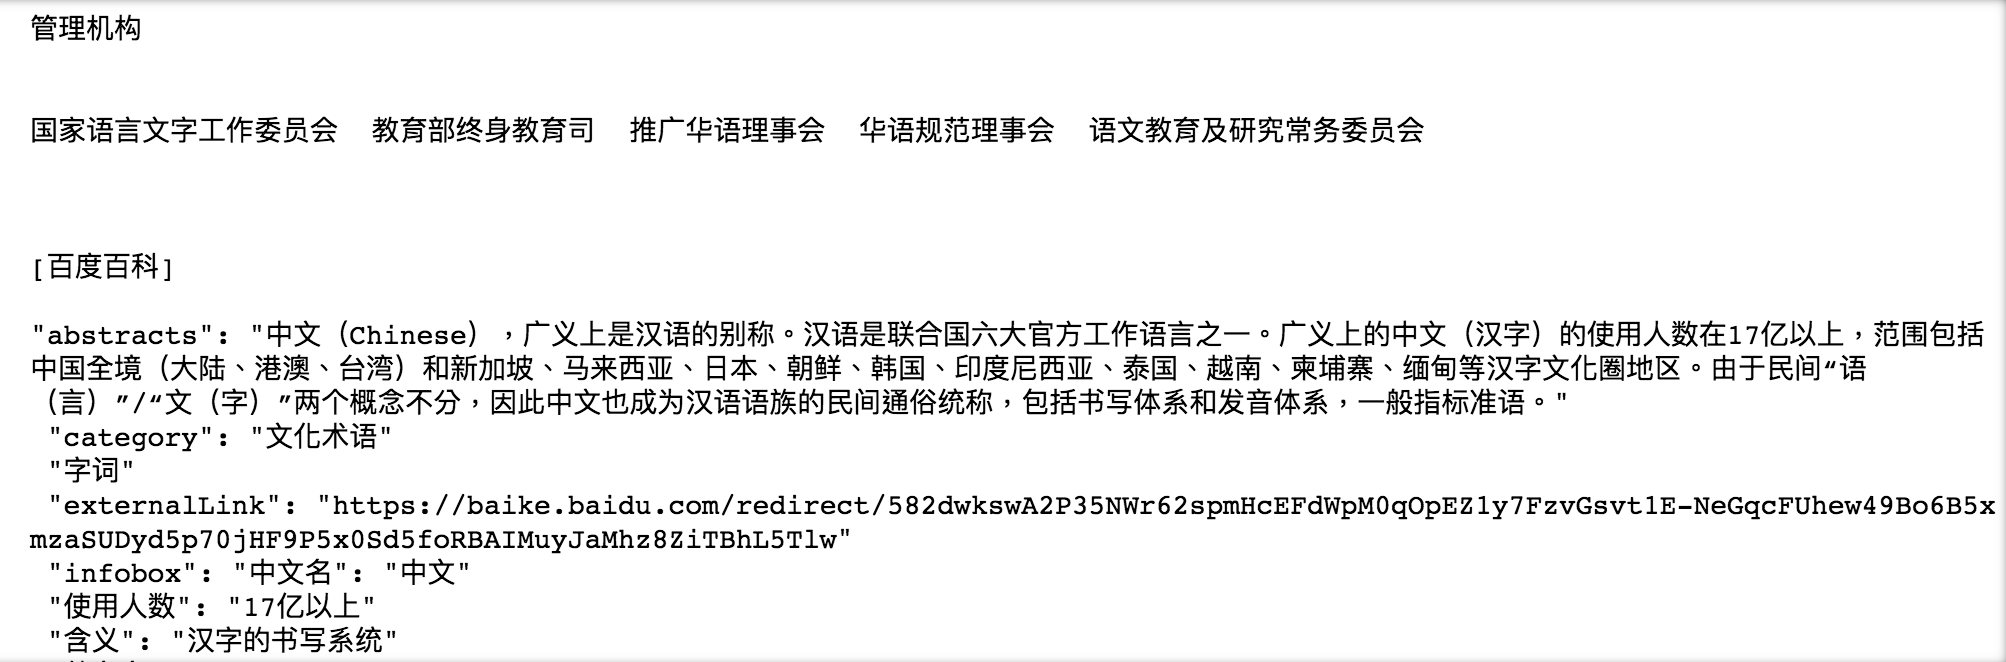 管理机构
国家语言文字工作委员会 教育部终身教育司 推广华语理事会 华语规范理事会 语文教育及研究常务委员会
[百度百科]
"abstracts": "中文（Chinese），广义上是汉语的别称。汉语是联合国六大官方工作语言之一。广义上的中文（汉字）的使用人数在17亿以上，范围包括
中国全境（大陆、港澳、台湾）和新加坡、马来西亚、日本、朝鲜、韩国、印度尼西亚、泰国、越南、柬埔寨、缅甸等汉字文化圈地区。由于民间“语
（言）”/“文（字）”两个概念不分，因此中文也成为汉语语族的民间通俗统称，包括书写体系和发音体系，一般指标准语。"
"category": "文化术语"
"字词"
"externalLink": "https://baike.baidu.com/redirect/582dwkswA2P35NWr62spmHcEFdWpM0qOpEZ1y7FzvGsvt1E-NeGqcFUhew49Bo6B5x
mzaSUDyd5p70jHF9P5x0Sd5foRBAIMuyJaMhz8ZiTBhL5Tlw"
"infobox": "中文名": "中文"
"使用人数": "17亿以上"
"含义": "汉字的书写系统"